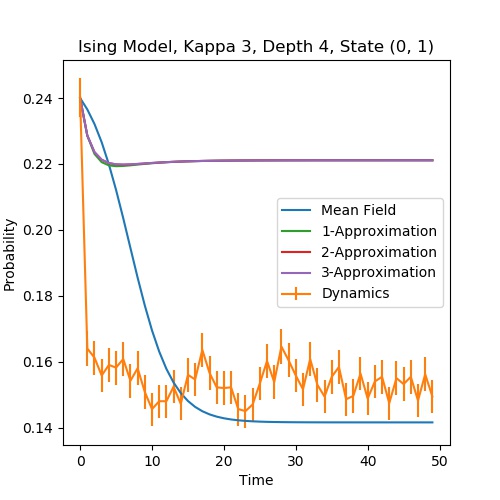 Ising Model, Kappa 3, Depth 4, State (0, 1)
0.24
0.22
0.20
0.18
0.16
0.14
Probability
Mean Field
1-Approximation
2-Approximation
3-Approximation
Dynamics
0 10 20 30 40 50
Time